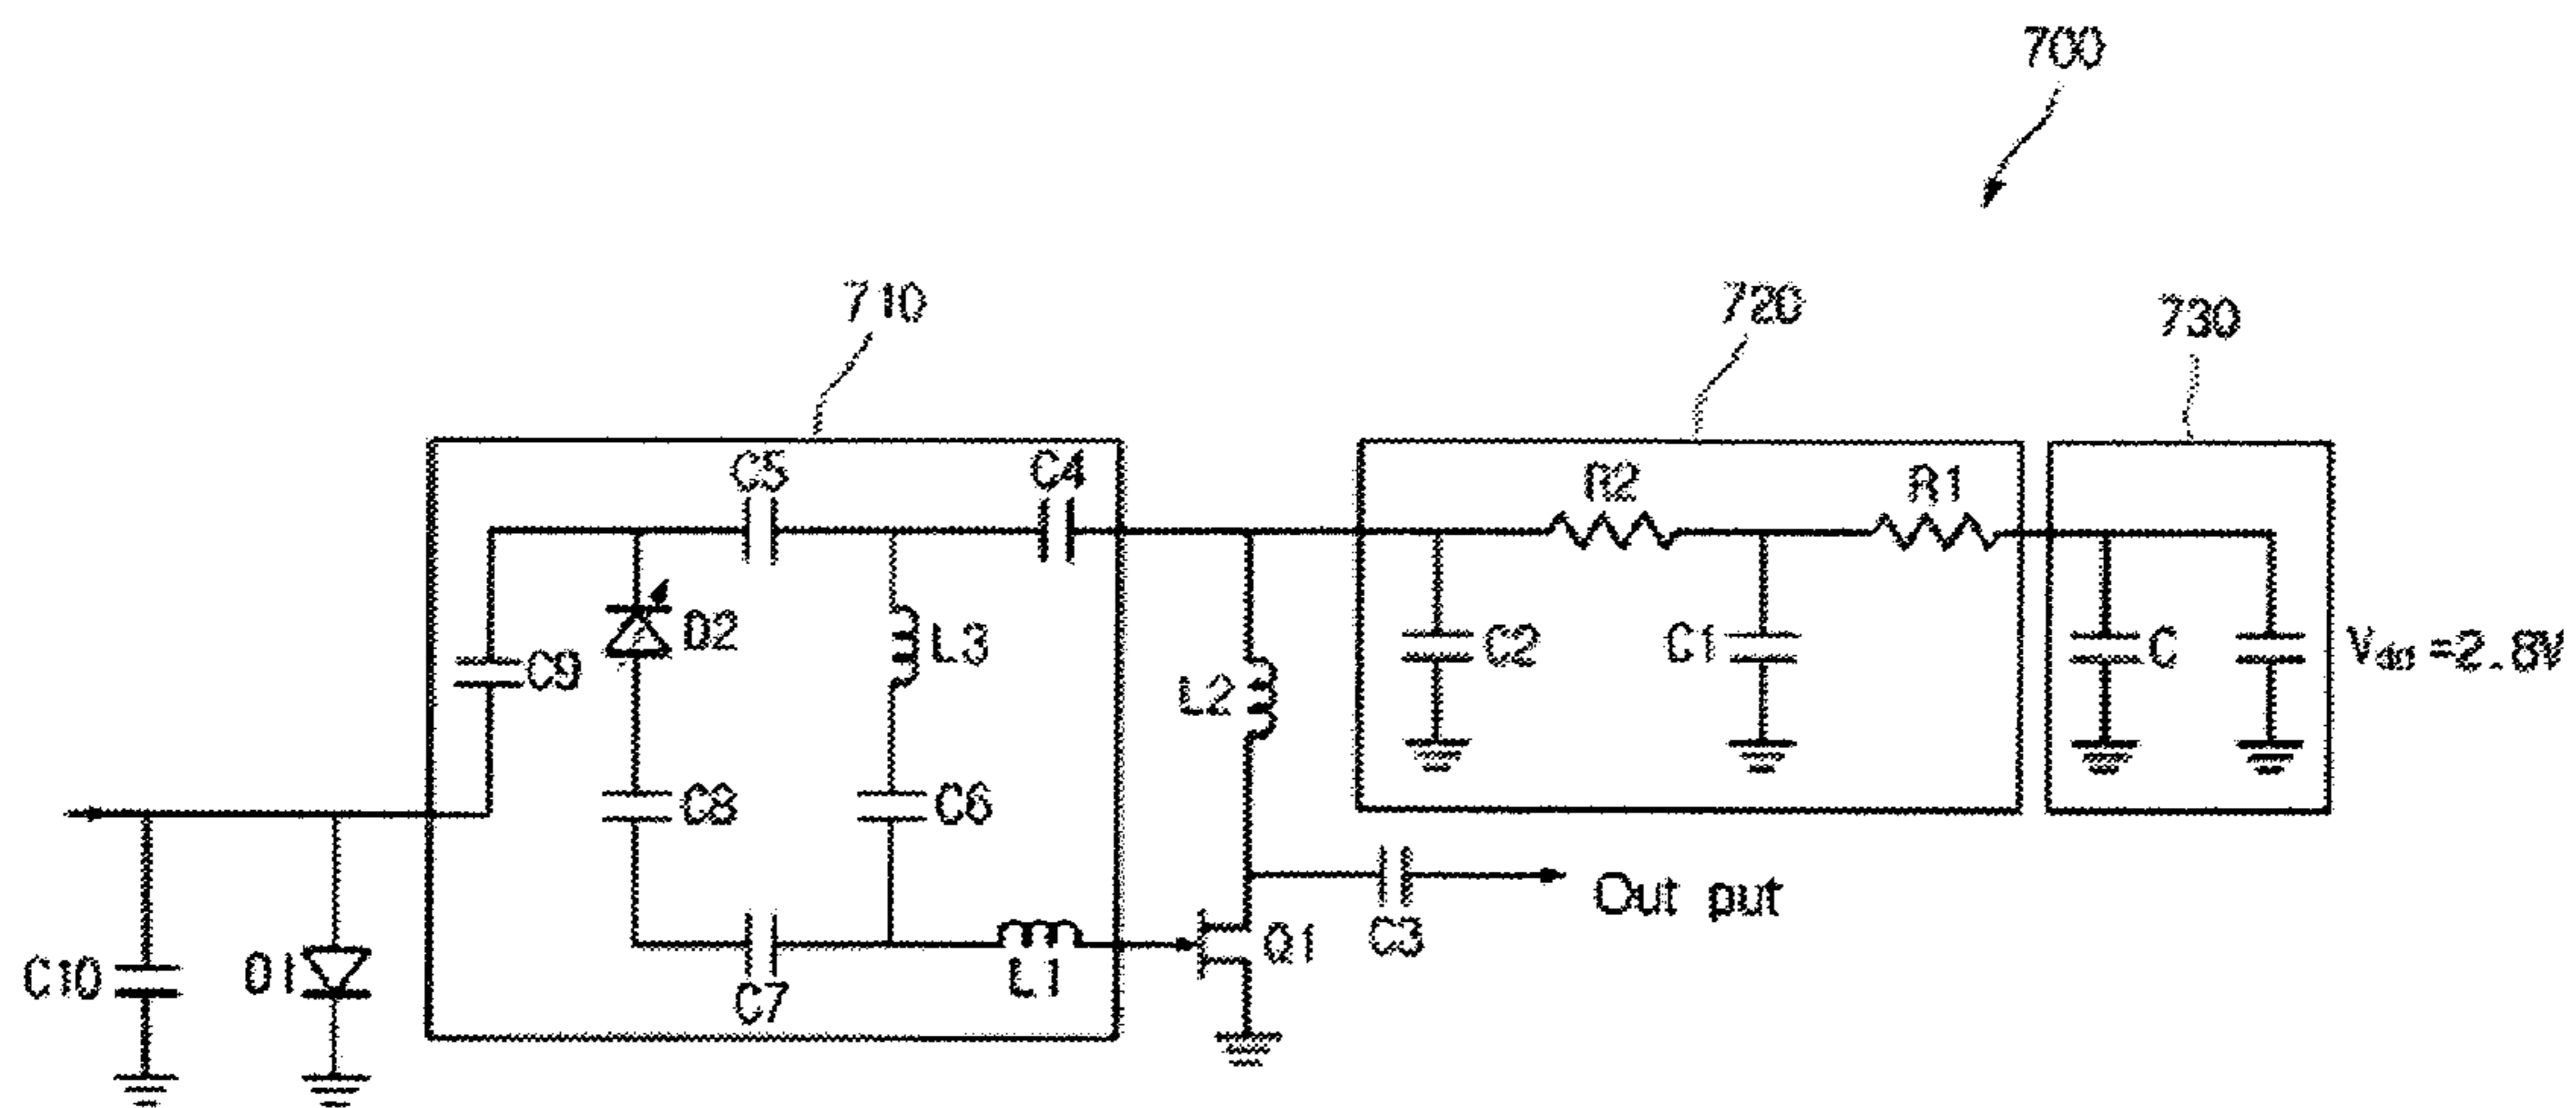 700
710
720
730
C5
C4
R2
R1
C9
D2
L3
L2
C2
C1
C
Vdd =2.8V
C8
C6
C10
D1
C7
L1
Q1
C3
Out put